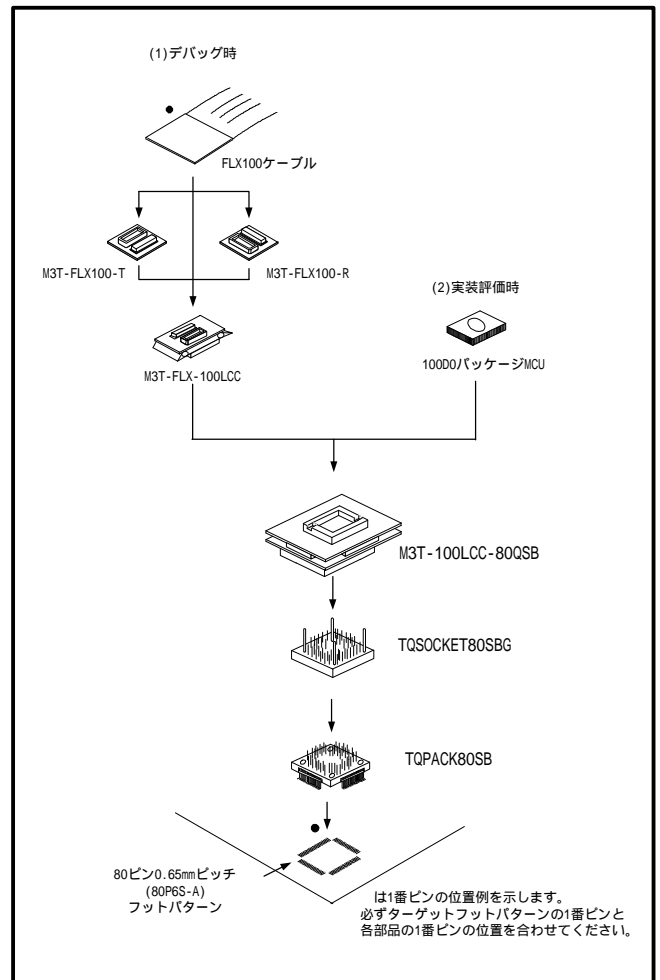 (1)デバッグ時
FLX100ケーブル
M3T-FLX100-T
M3T-FLX100-R
(2)実装評価時
M3T-FLX-100LCC
100D0パッケージMCU
M3T-100LCC-80QSB
TQSOCKET80SBG
TQPACK80SB
80ピン0.65mmピッチ
(80P6S-A)
フットパターン
は1番ピンの位置例を示します。
必ずターゲットフットパターンの1番ピンと
各部品の1番ピンの位置を合わせてください。